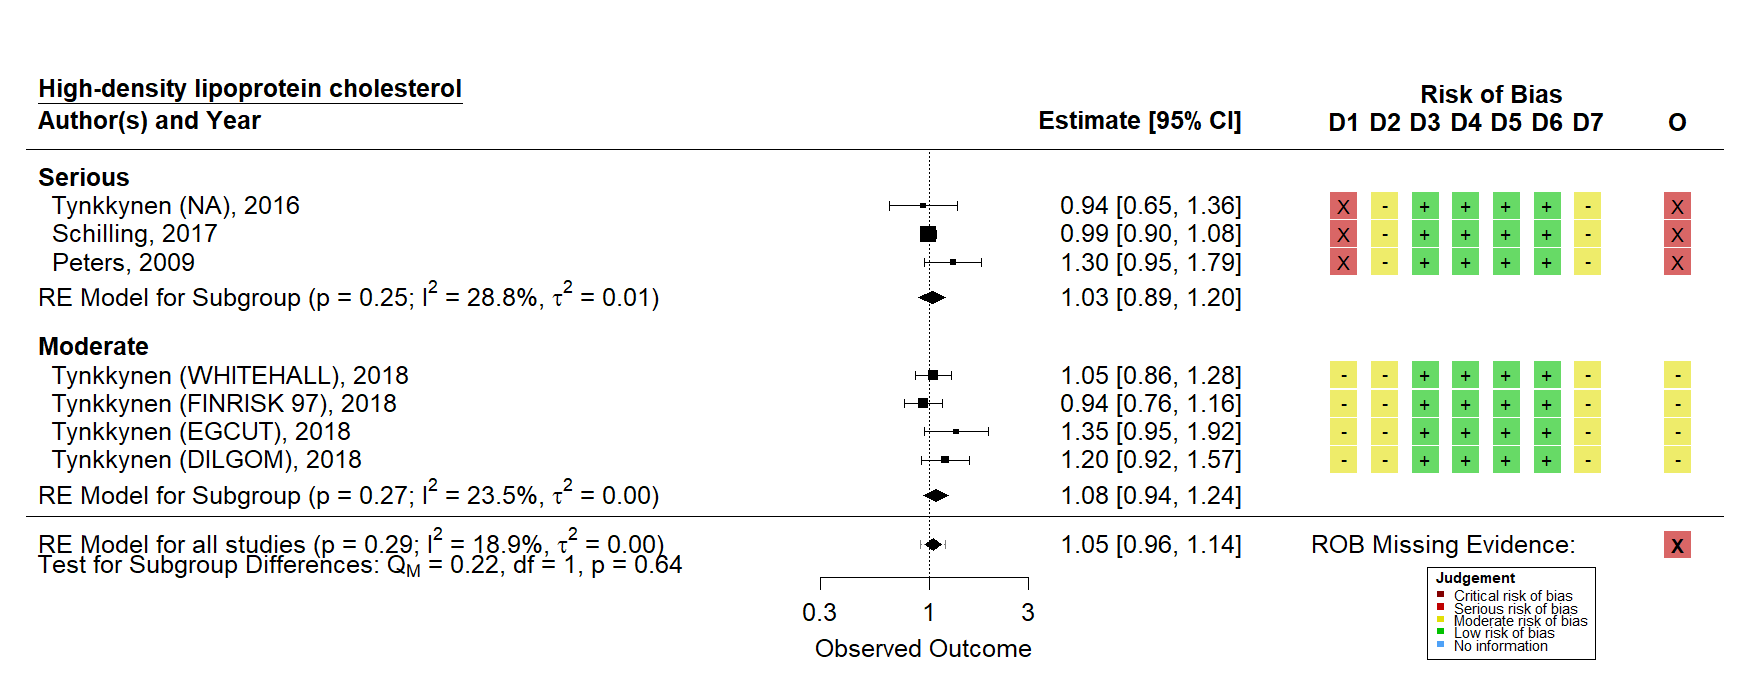 High-density lipoprotein cholesterol
Risk of Bias
Author(s) and Year Estimate [95% CI] D1 D2 D3 D4 D5 D6 D7 O
Serious
Tynkkynen (NA), 2016 0.94 [0.65, 1.36] X - + + + + - X
Schilling, 2017 0.99 [0.90, 1.08] X - + + + + - X
Peters, 2009 1.30 [0.95, 1.79] X - + + + + - X
RE Model for Subgroup (p = 0.25; I² = 28.8%, τ² = 0.01) 1.03 [0.89, 1.20]
Moderate
Tynkkynen (WHITEHALL), 2018 1.05 [0.86, 1.28] - - + + + + - -
Tynkkynen (FINRISK 97), 2018 0.94 [0.76, 1.16] - - + + + + - -
Tynkkynen (EGCUT), 2018 1.35 [0.95, 1.92] - - + + + + - -
Tynkkynen (DILGOM), 2018 1.20 [0.92, 1.57] - - + + + + - -
RE Model for Subgroup (p = 0.27; I² = 23.5%, τ² = 0.00) 1.08 [0.94, 1.24]
RE Model for all studies (p = 0.29; I² = 18.9%, τ² = 0.00) 1.05 [0.96, 1.14] ROB Missing Evidence: X
Test for Subgroup Differences: Q_M = 0.22, df = 1, p = 0.64
0.3 1 3
Observed Outcome
Judgement
Critical risk of bias
Serious risk of bias
Moderate risk of bias
Low risk of bias
No information